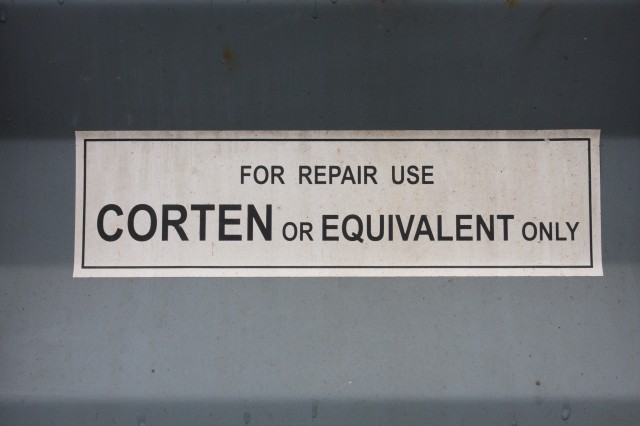 FOR REPAIR USE
CORTEN OR EQUIVALENT ONLY